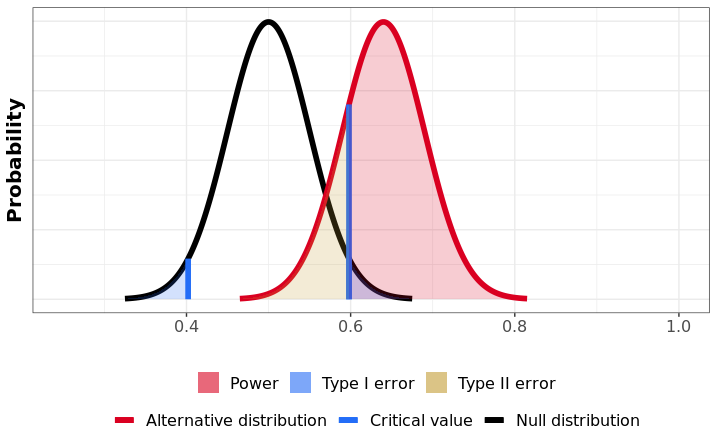 Probability
0.4 0.6 0.8 1.0
Power Type I error Type II error
Alternative distribution Critical value Null distribution